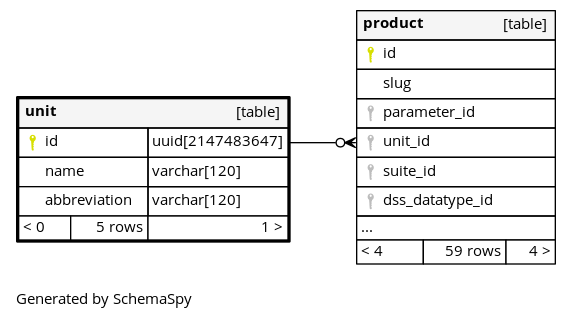 unit [table]
id uuid[2147483647]
name varchar[120]
abbreviation varchar[120]
< 0 5 rows 1 >
product [table]
id
slug
parameter_id
unit_id
suite_id
dss_datatype_id
...
< 4 59 rows 4 >
Generated by SchemaSpy